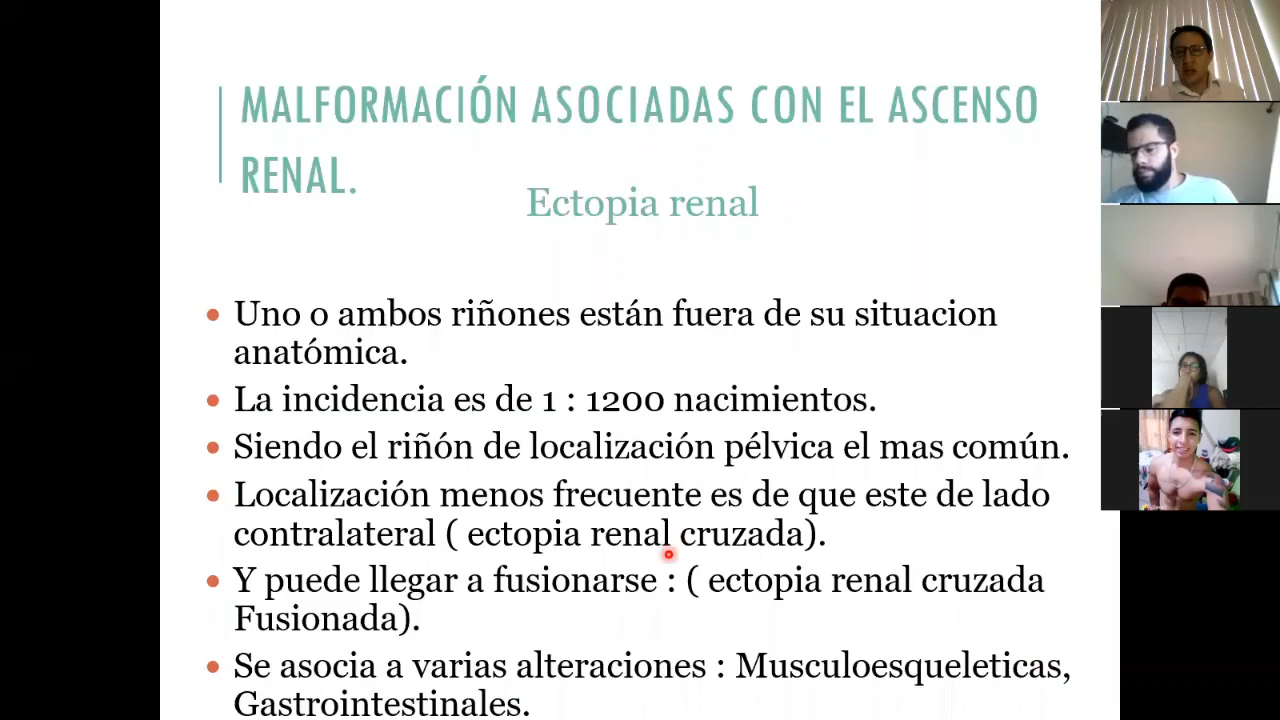 MALFORMACIÓN ASOCIADAS CON EL ASCENSO
RENAL.
Ectopia renal
• Uno o ambos riñones están fuera de su situacion
anatómica.
• La incidencia es de 1 : 1200 nacimientos.
• Siendo el riñón de localización pélvica el mas común.
• Localización menos frecuente es de que este de lado
contralateral ( ectopia renal cruzada).
• Y puede llegar a fusionarse : ( ectopia renal cruzada
Fusionada).
• Se asocia a varias alteraciones : Musculoesqueleticas,
Gastrointestinales.